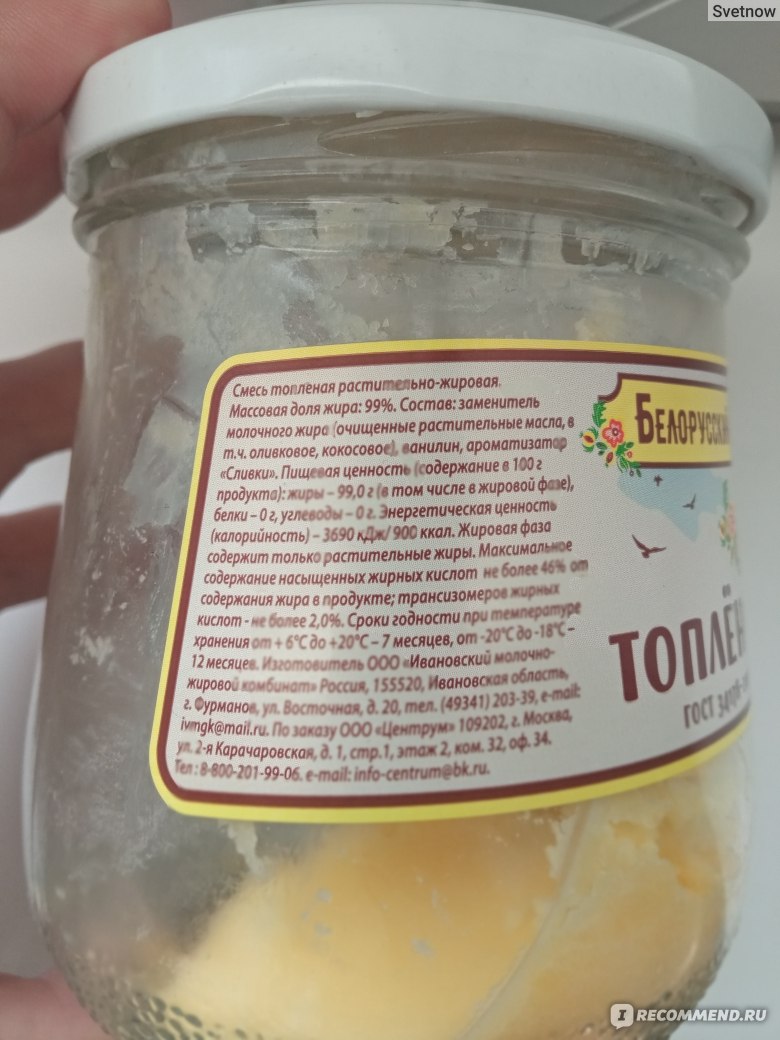 Svetnow
Смесь топлёная растительно-жировая.
Массовая доля жира: 99%. Состав: заменитель
молочного жира (очищенные растительные масла, в
т.ч. оливковое, кокосовое), ванилин, ароматизатор
«Сливки». Пищевая ценность (содержание в 100 г
продукта): жиры – 99,0 г (в том числе в жировой фазе),
белки – 0 г, углеводы – 0 г. Энергетическая ценность
(калорийность) – 3690 кДж/ 900 ккал. Жировая фаза
содержит только растительные жиры. Максимальное
содержание насыщенных жирных кислот не более 46% от
содержания жира в продукте; трансизомеров жирных
кислот - не более 2,0%. Сроки годности при температуре
хранения от + 6°С до +20°С – 7 месяцев, от -20°С до -18°С –
12 месяцев. Изготовитель ООО «Ивановский молочно-
жировой комбинат» Россия, 155520, Ивановская область,
г. Фурманов, ул. Восточная, д. 20, тел. (49341) 203-39, e-mail:
ivmgk@mail.ru. По заказу ООО «Центрум» 109202, г. Москва,
ул. 2-я Карачаровская, д. 1, стр.1, этаж 2, ком. 32, оф. 34.
Тел: 8-800-201-99-06. e-mail: info-centrum@bk.ru.
БЕЛОРУССКИ
ТОПЛЁН
ГОСТ
I RECOMMEND.RU